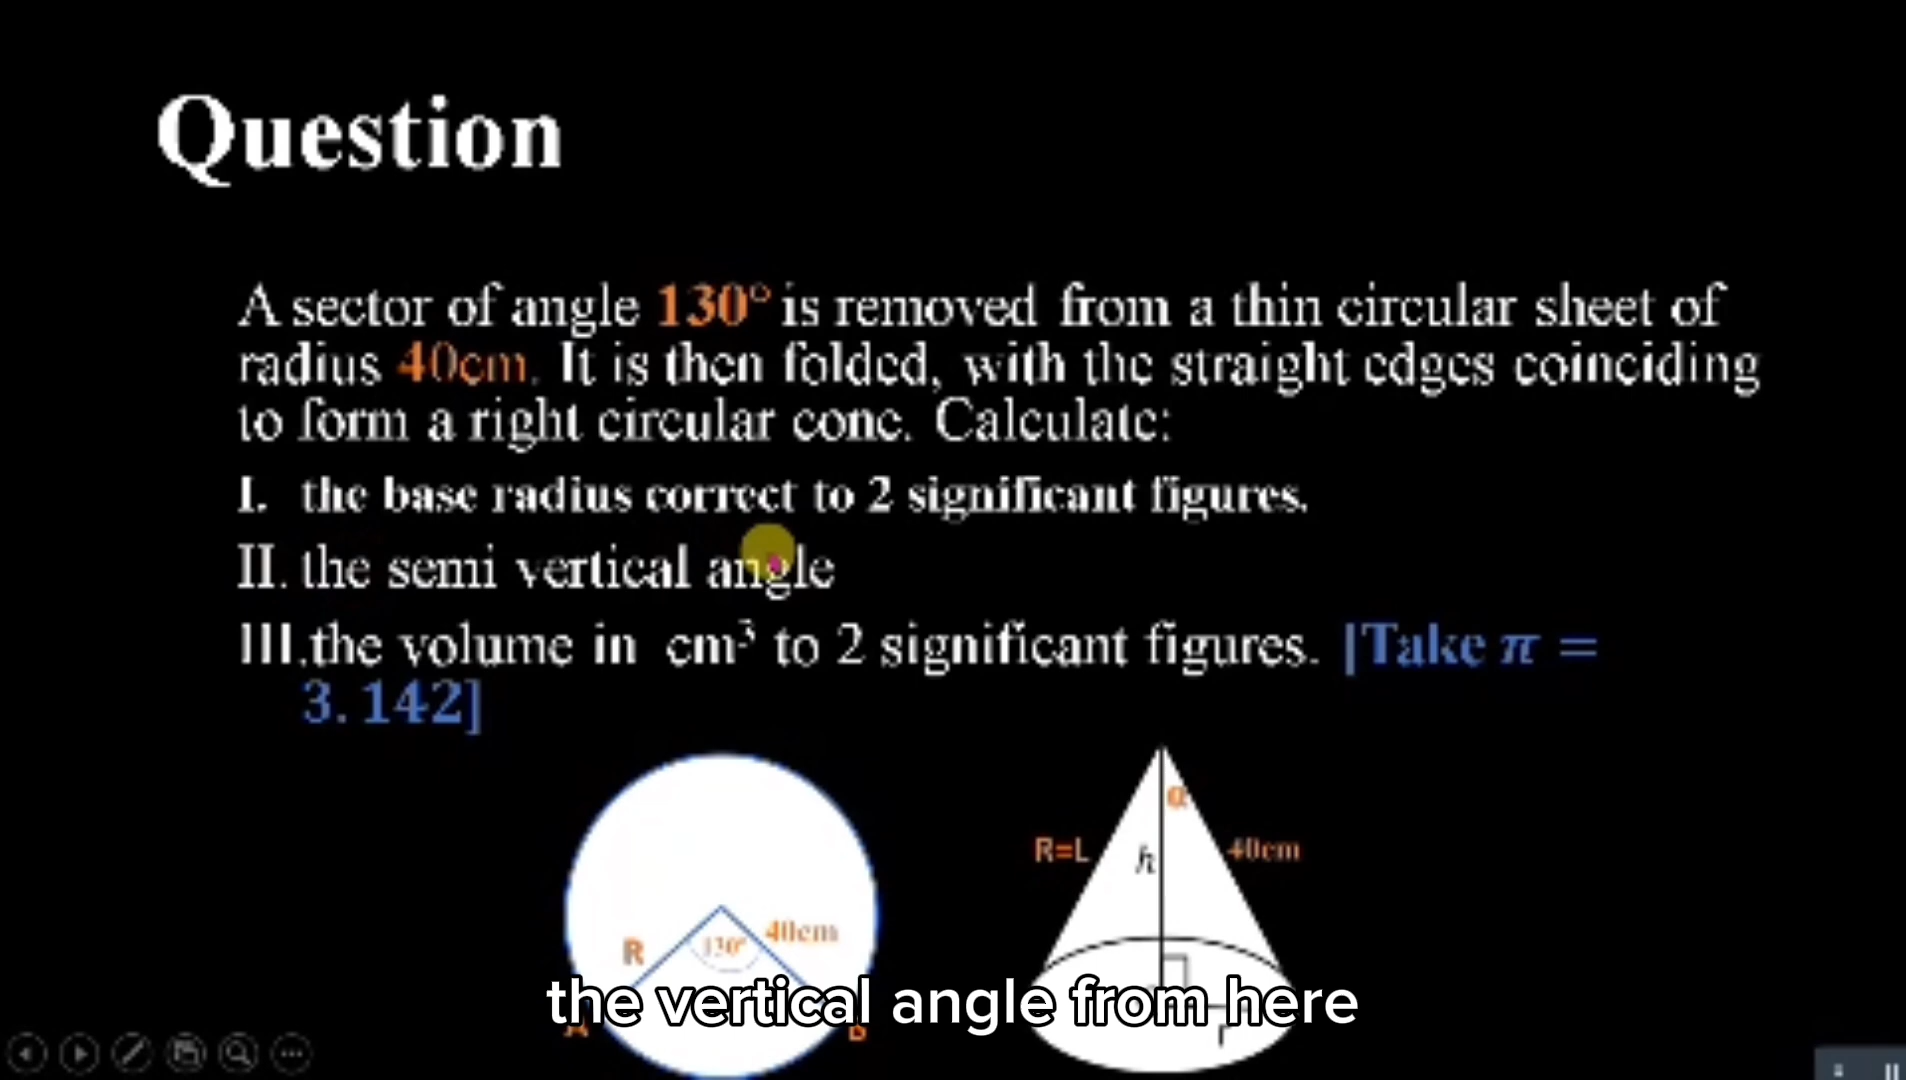 Question
A sector of angle 130° is removed from a thin circular sheet of
radius 40cm. It is then folded, with the straight edges coinciding
to form a right circular cone. Calculate:
I. the base radius correct to 2 significant figures.
II. the semi vertical angle
III.the volume in cm³ to 2 significant figures. [Take π =
3.142]
α
R=L
h
40cm
R
130°
40cm
the vertical angle from here
A
B
r